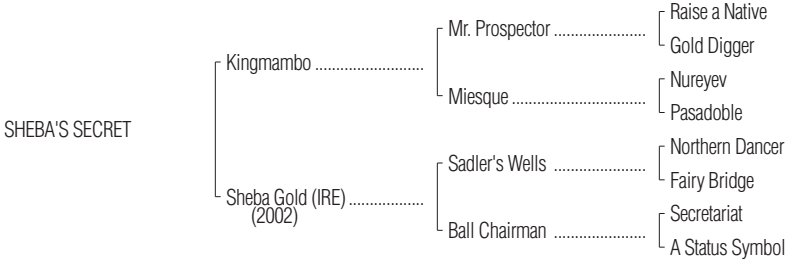 Raise a Native
Mr. Prospector ......................
Gold Digger
Kingmambo ..........................
Nureyev
Miesque ................................
Pasadoble
SHEBA'S SECRET
Northern Dancer
Sadler's Wells ......................
Fairy Bridge
Sheba Gold (IRE) ..................
(2002)
Secretariat
Ball Chairman ......................
A Status Symbol